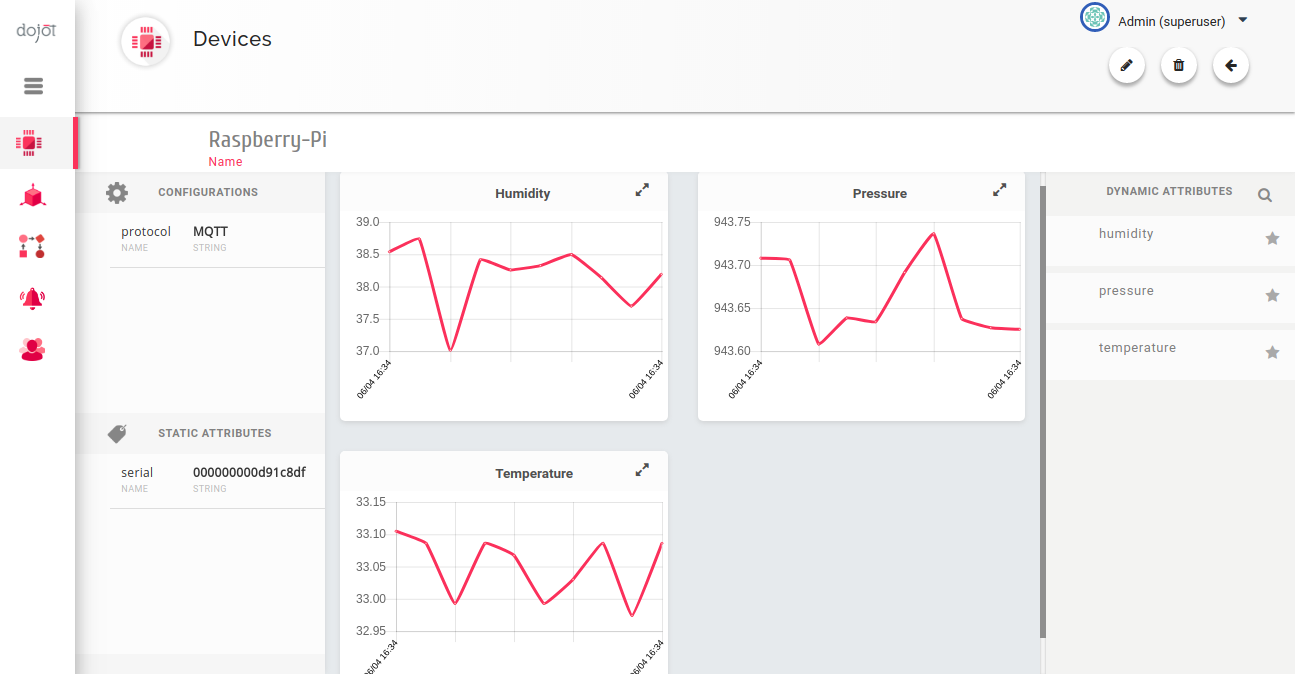 dojot
Devices
Admin (superuser)
Raspberry-Pi
Name
CONFIGURATIONS
protocol MQTT
NAME STRING
STATIC ATTRIBUTES
serial 000000000d91c8df
NAME STRING
Humidity
39.0
38.5
38.0
37.5
37.0
06/04 16:34 06/04 16:34
Pressure
943.75
943.70
943.65
943.60
06/04 16:34 06/04 16:34
Temperature
33.15
33.10
33.05
33.00
32.95
06/04 16:34 06/04 16:34
DYNAMIC ATTRIBUTES
humidity
pressure
temperature